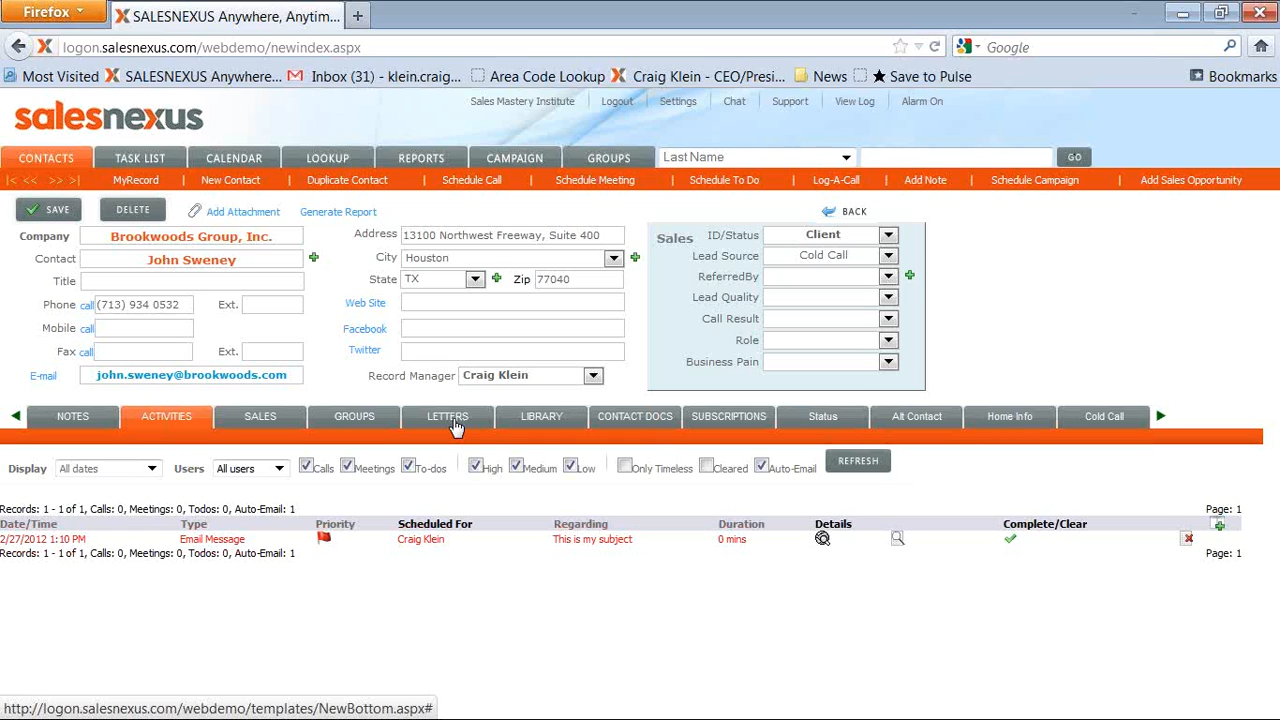 Firefox
SALESNEXUS Anywhere, Anytim...
logon.salesnexus.com/webdemo/newindex.aspx
Google
Most Visited
SALESNEXUS Anywhere...
Inbox (31) - klein.craig...
Area Code Lookup
Craig Klein - CEO/Presi...
News
Save to Pulse
Bookmarks
salesnexus
Sales Mastery Institute
Logout
Settings
Chat
Support
View Log
Alarm On
CONTACTS
TASK LIST
CALENDAR
LOOKUP
REPORTS
CAMPAIGN
GROUPS
Last Name
GO
|< << >> >|
MyRecord
New Contact
Duplicate Contact
Schedule Call
Schedule Meeting
Schedule To Do
Log-A-Call
Add Note
Schedule Campaign
Add Sales Opportunity
SAVE
DELETE
Add Attachment
Generate Report
BACK
Company Brookwoods Group, Inc.
Contact John Sweney
Title
Phone call (713) 934 0532 Ext.
Mobile call
Fax call Ext.
E-mail john.sweney@brookwoods.com
Address 13100 Northwest Freeway, Suite 400
City Houston
State TX Zip 77040
Web Site
Facebook
Twitter
Record Manager Craig Klein
Sales
ID/Status Client
Lead Source Cold Call
ReferredBy
Lead Quality
Call Result
Role
Business Pain
NOTES
ACTIVITIES
SALES
GROUPS
LETTERS
LIBRARY
CONTACT DOCS
SUBSCRIPTIONS
Status
Alt Contact
Home Info
Cold Call
Display All dates Users All users Calls Meetings To-dos High Medium Low Only Timeless Cleared Auto-Email REFRESH
Records: 1 - 1 of 1, Calls: 0, Meetings: 0, Todos: 0, Auto-Email: 1 Page: 1
Date/Time Type Priority Scheduled For Regarding Duration Details Complete/Clear
2/27/2012 1:10 PM Email Message Craig Klein This is my subject 0 mins
Records: 1 - 1 of 1, Calls: 0, Meetings: 0, Todos: 0, Auto-Email: 1 Page: 1
http://logon.salesnexus.com/webdemo/templates/NewBottom.aspx#